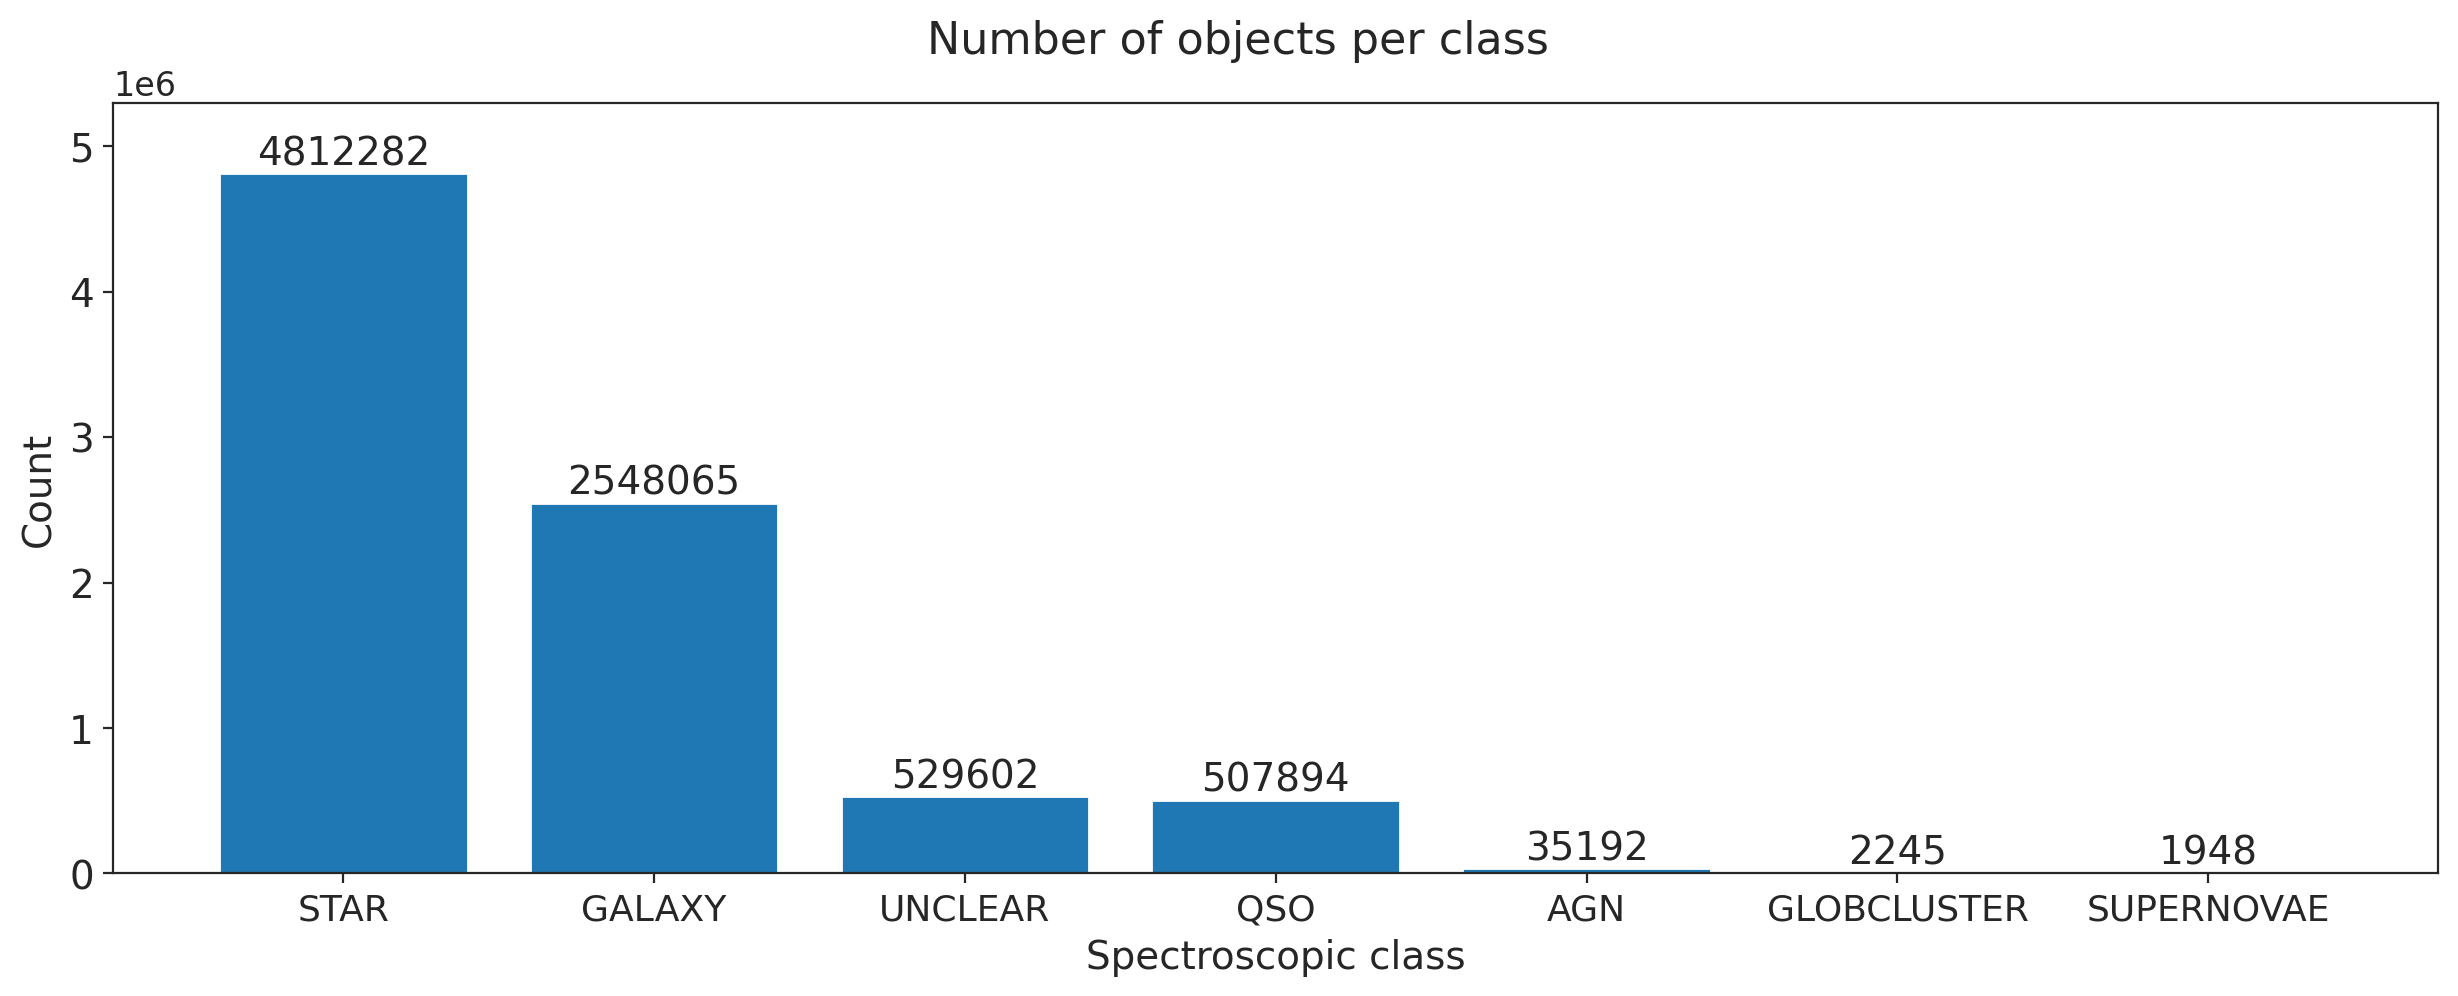 Number of objects per class
1e6
5
4
3
2
1
0
Count
4812282
2548065
529602
507894
35192
2245
1948
STAR GALAXY UNCLEAR QSO AGN GLOBCLUSTER SUPERNOVAE
Spectroscopic class